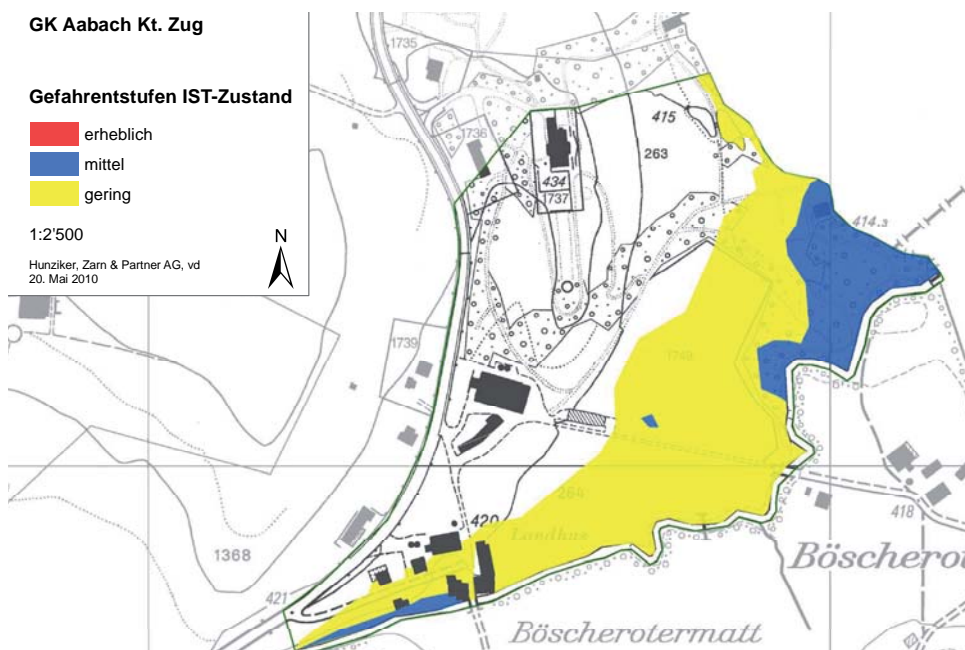 GK Aabach Kt. Zug
Gefahrentstufen IST-Zustand
erheblich
mittel
gering
1:2'500
N
Hunziker, Zarn & Partner AG, vd
20. Mai 2010
1735
1736
415
263
434
1737
414.3
1739
1749
264
420
Landhus
418
1368
421
Böscherot
Böscherotermatt